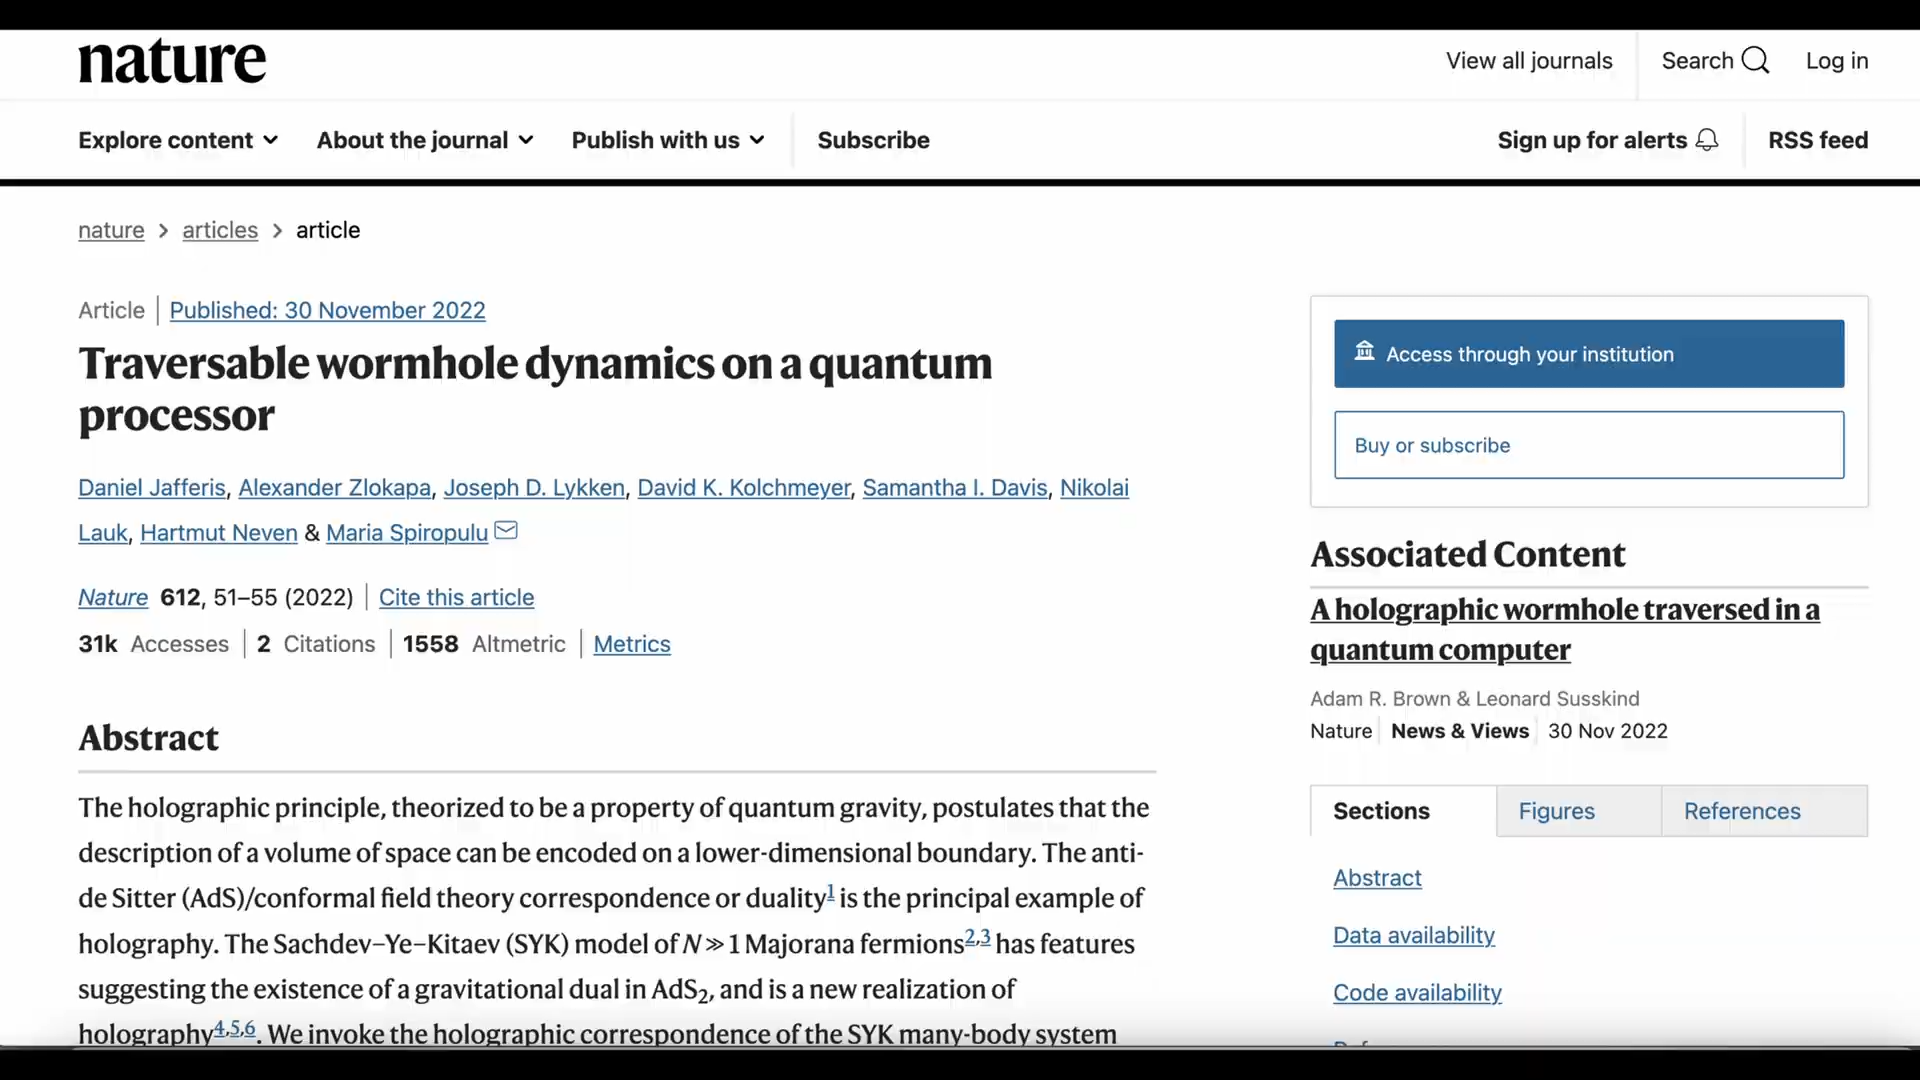 nature
View all journals
Search
Log in
Explore content
About the journal
Publish with us
Subscribe
Sign up for alerts
RSS feed
nature > articles > article
Article | Published: 30 November 2022
Traversable wormhole dynamics on a quantum
processor
Daniel Jafferis, Alexander Zlokapa, Joseph D. Lykken, David K. Kolchmeyer, Samantha I. Davis, Nikolai
Lauk, Hartmut Neven & Maria Spiropulu
Nature 612, 51–55 (2022) | Cite this article
31k Accesses | 2 Citations | 1558 Altmetric | Metrics
Abstract
The holographic principle, theorized to be a property of quantum gravity, postulates that the
description of a volume of space can be encoded on a lower-dimensional boundary. The anti-
de Sitter (AdS)/conformal field theory correspondence or duality1 is the principal example of
holography. The Sachdev–Ye–Kitaev (SYK) model of N ≫ 1 Majorana fermions2,3 has features
suggesting the existence of a gravitational dual in AdS2, and is a new realization of
holography4,5,6. We invoke the holographic correspondence of the SYK many-body system
Access through your institution
Buy or subscribe
Associated Content
A holographic wormhole traversed in a
quantum computer
Adam R. Brown & Leonard Susskind
Nature | News & Views | 30 Nov 2022
Sections
Figures
References
Abstract
Data availability
Code availability